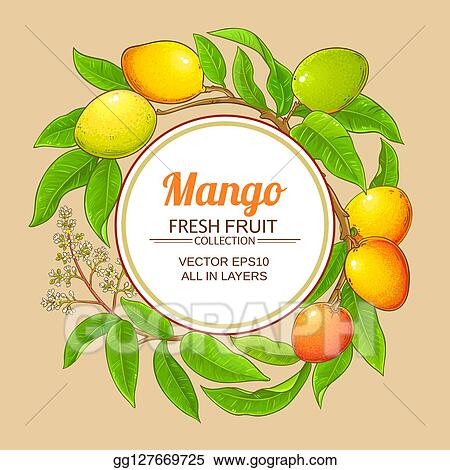 Mango
FRESH FRUIT
COLLECTION
VECTOR EPS10
ALL IN LAYERS
GoGraph
gg127669725 www.gograph.com